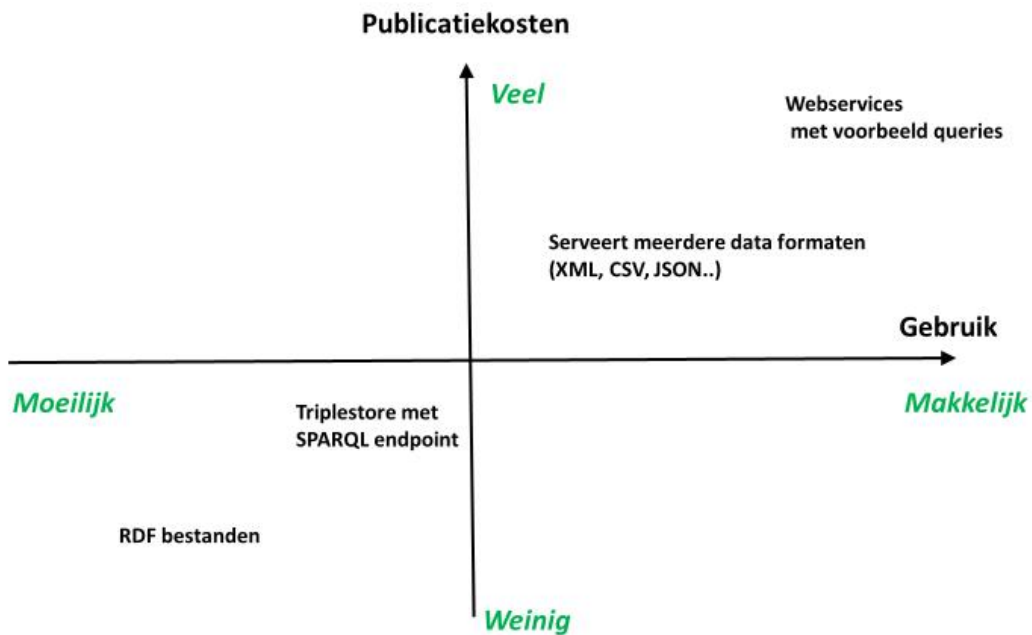 Publicatiekosten
Veel
Webservices
met voorbeeld queries
Serveert meerdere data formaten
(XML, CSV, JSON..)
Gebruik
Moeilijk
Makkelijk
Triplestore met
SPARQL endpoint
RDF bestanden
Weinig